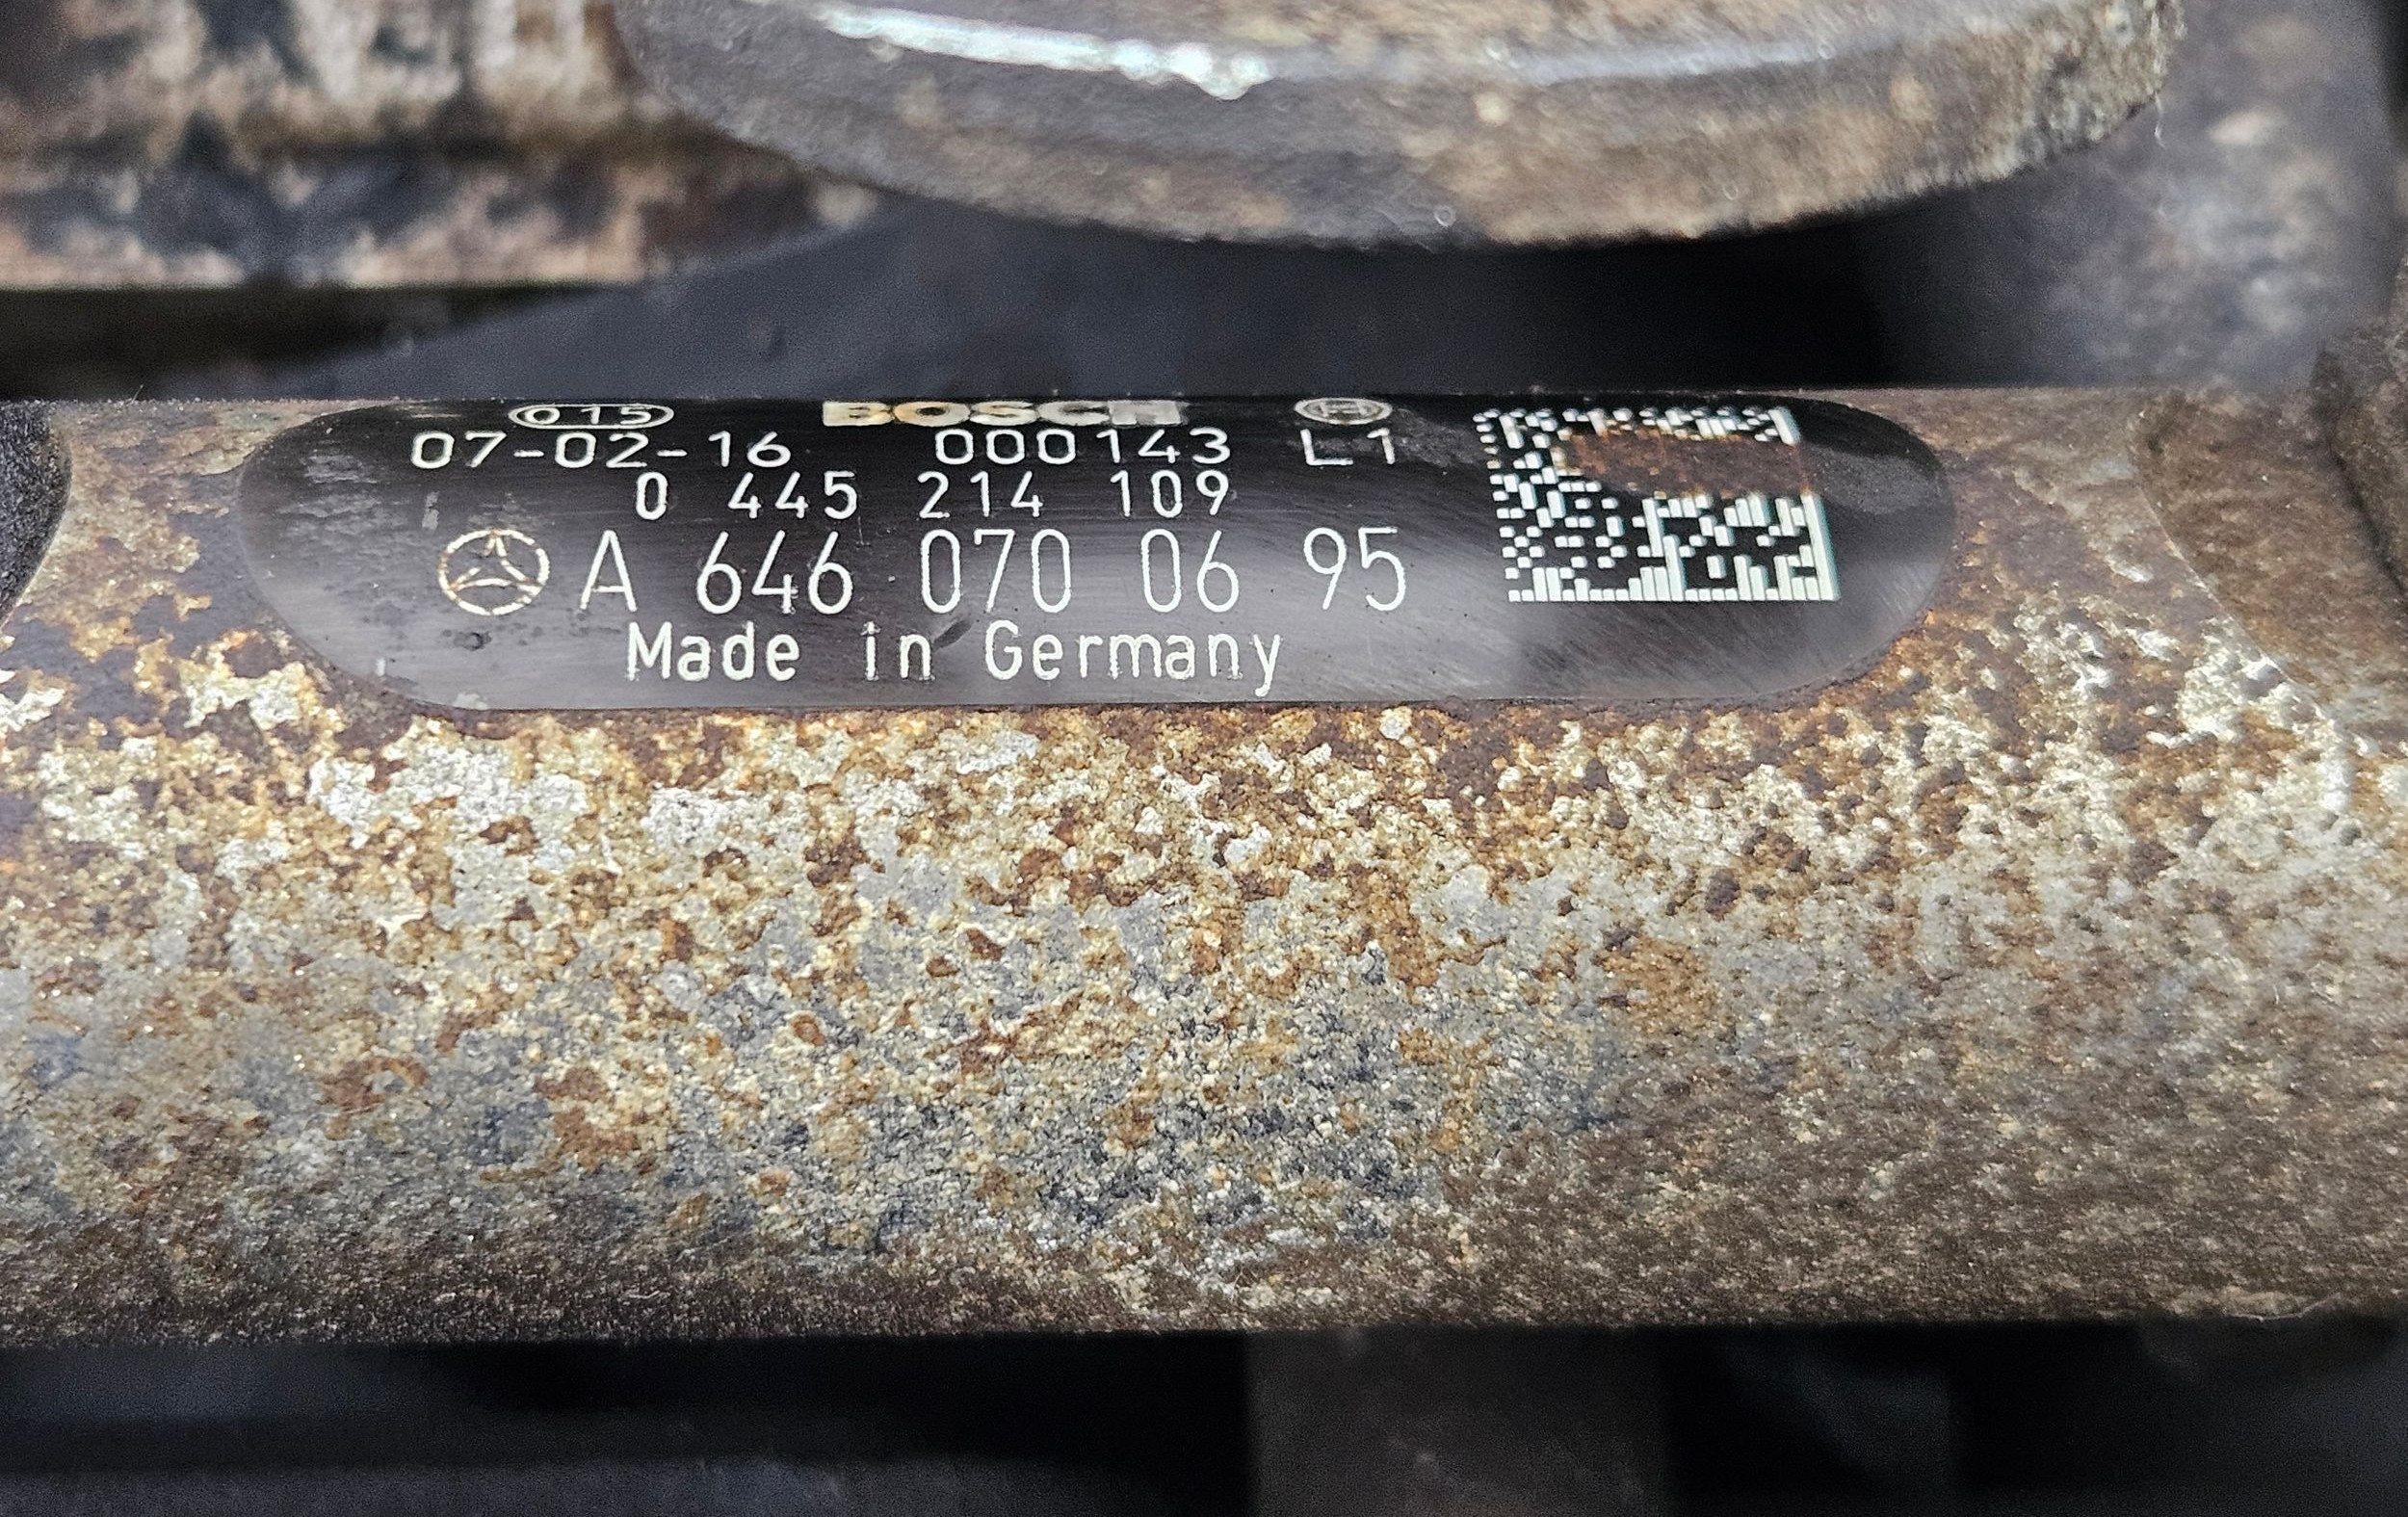 015 BOSCH
07-02-16 000143 L1
0 445 214 109
A 646 070 06 95
Made in Germany